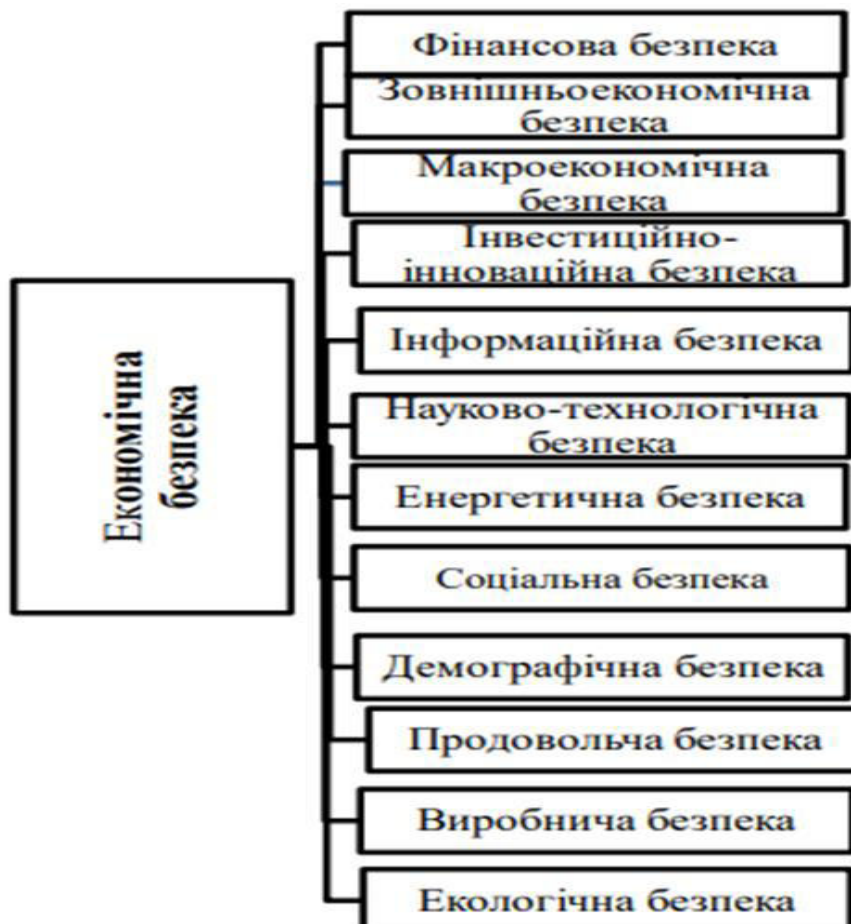 Фінансова безпека
Зовнішньоекономічна
безпека
Макроекономічна
безпека
Інвестиційно-
інноваційна безпека
Інформаційна безпека
Науково-технологічна
безпека
Енергетична безпека
Соціальна безпека
Демографічна безпека
Продовольча безпека
Виробнича безпека
Екологічна безпека
Економічна
безпека